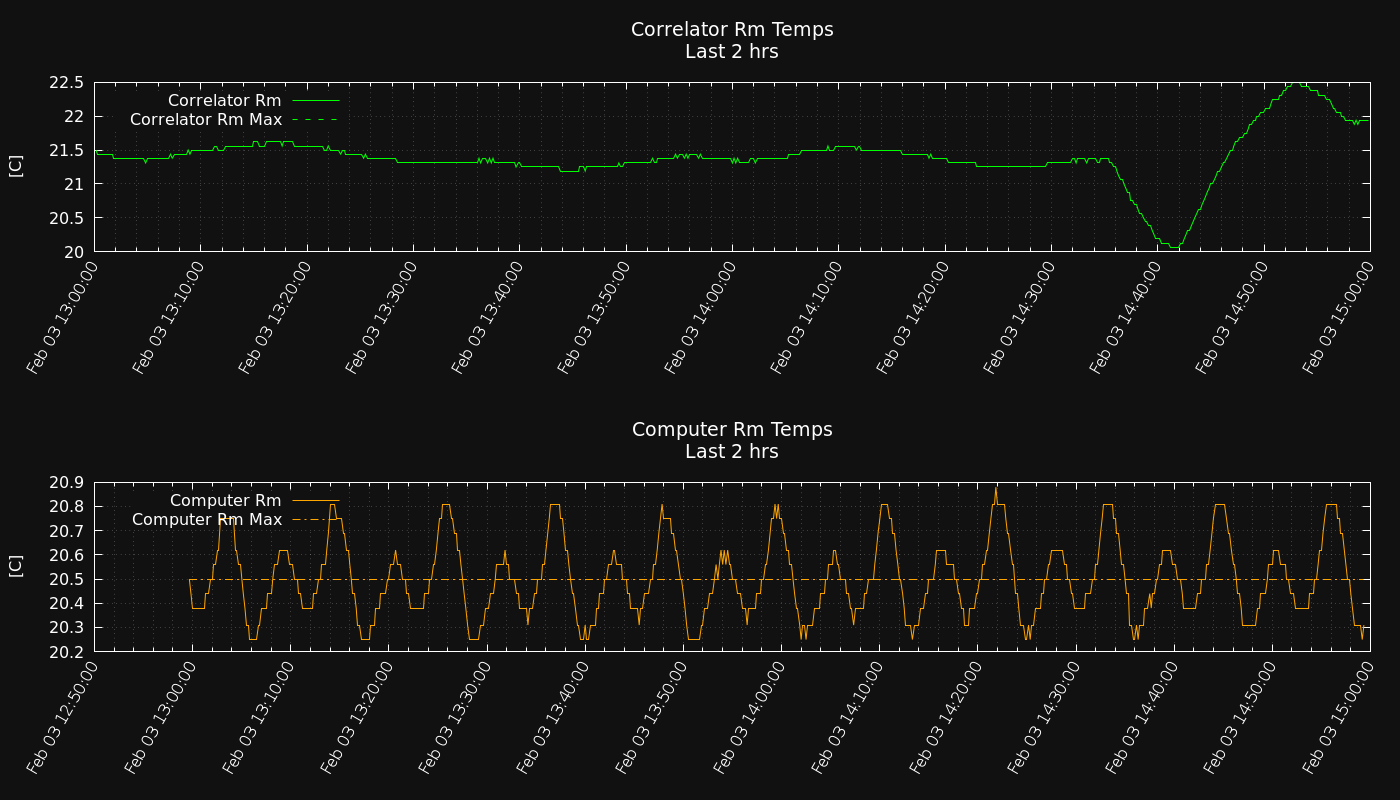 Correlator Rm Temps
Last 2 hrs
22.5
22
21.5
21
20.5
20
[C]
Correlator Rm
Correlator Rm Max
Feb 03 13:00:00
Feb 03 13:10:00
Feb 03 13:20:00
Feb 03 13:30:00
Feb 03 13:40:00
Feb 03 13:50:00
Feb 03 14:00:00
Feb 03 14:10:00
Feb 03 14:20:00
Feb 03 14:30:00
Feb 03 14:40:00
Feb 03 14:50:00
Feb 03 15:00:00
Computer Rm Temps
Last 2 hrs
20.9
20.8
20.7
20.6
20.5
20.4
20.3
20.2
[C]
Computer Rm
Computer Rm Max
Feb 03 12:50:00
Feb 03 13:00:00
Feb 03 13:10:00
Feb 03 13:20:00
Feb 03 13:30:00
Feb 03 13:40:00
Feb 03 13:50:00
Feb 03 14:00:00
Feb 03 14:10:00
Feb 03 14:20:00
Feb 03 14:30:00
Feb 03 14:40:00
Feb 03 14:50:00
Feb 03 15:00:00